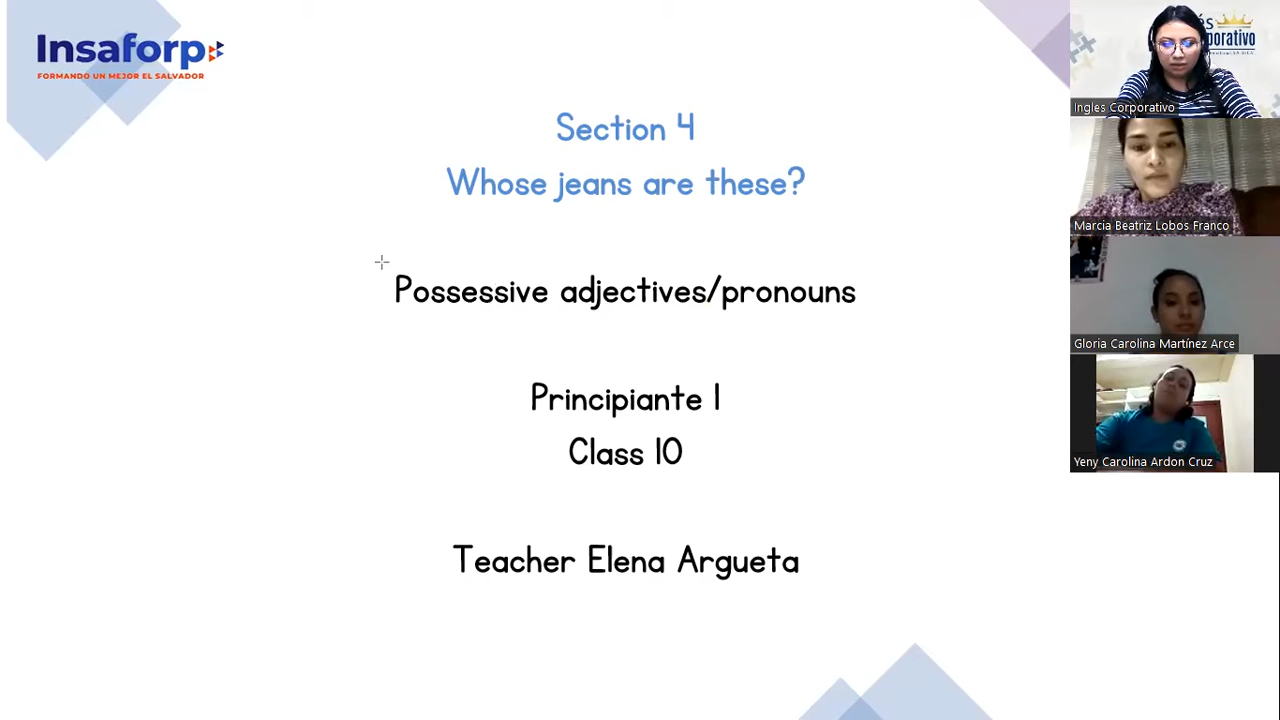 Insaforp
FORMANDO UN MEJOR EL SALVADOR
Section 4
Whose jeans are these?
Possessive adjectives/pronouns
Principiante 1
Class 10
Teacher Elena Argueta
Ingles Corporativo
Marcia Beatriz Lobos Franco
Gloria Carolina Martínez Arce
Yeny Carolina Ardon Cruz